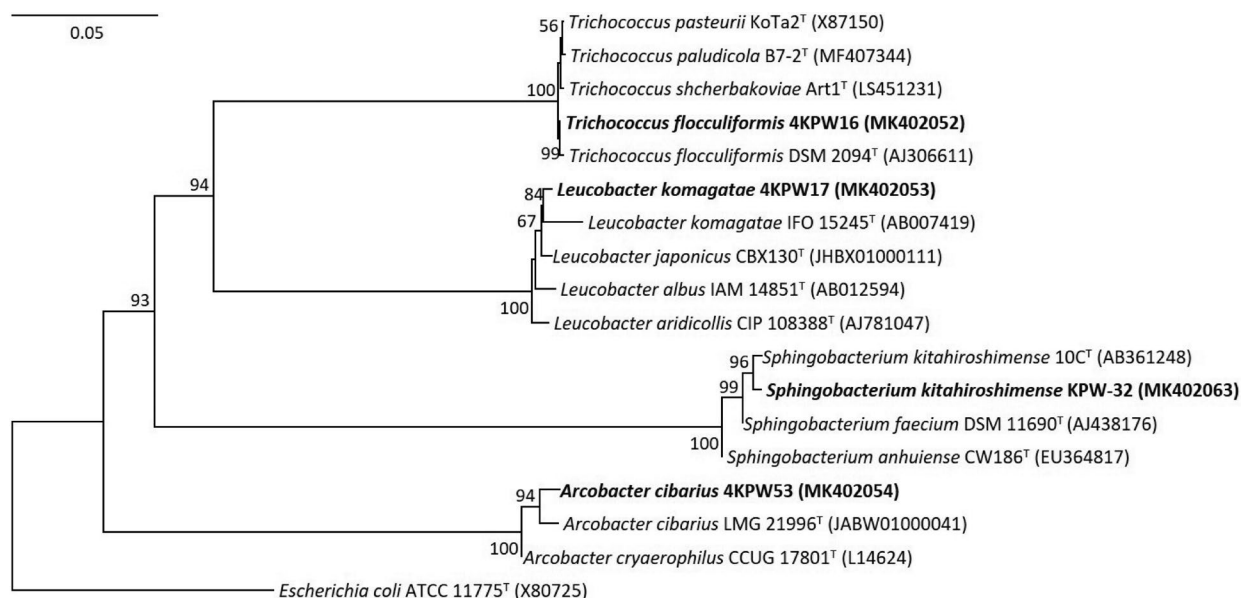 0.05
56
Trichococcus pasteurii KoTa2ᵀ (X87150)
Trichococcus paludicola B7-2ᵀ (MF407344)
Trichococcus shcherbakoviae Art1ᵀ (LS451231)
100
Trichococcus flocculiformis 4KPW16 (MK402052)
99
Trichococcus flocculiformis DSM 2094ᵀ (AJ306611)
94
84
Leucobacter komagatae 4KPW17 (MK402053)
67
Leucobacter komagatae IFO 15245ᵀ (AB007419)
Leucobacter japonicus CBX130ᵀ (JHBX01000111)
Leucobacter albus IAM 14851ᵀ (AB012594)
93
100
Leucobacter aridicollis CIP 108388ᵀ (AJ781047)
96
Sphingobacterium kitahiroshimense 10Cᵀ (AB361248)
99
Sphingobacterium kitahiroshimense KPW-32 (MK402063)
Sphingobacterium faecium DSM 11690ᵀ (AJ438176)
100
Sphingobacterium anhuiense CW186ᵀ (EU364817)
94
Arcobacter cibarius 4KPW53 (MK402054)
Arcobacter cibarius LMG 21996ᵀ (JABW01000041)
100
Arcobacter cryaerophilus CCUG 17801ᵀ (L14624)
Escherichia coli ATCC 11775ᵀ (X80725)